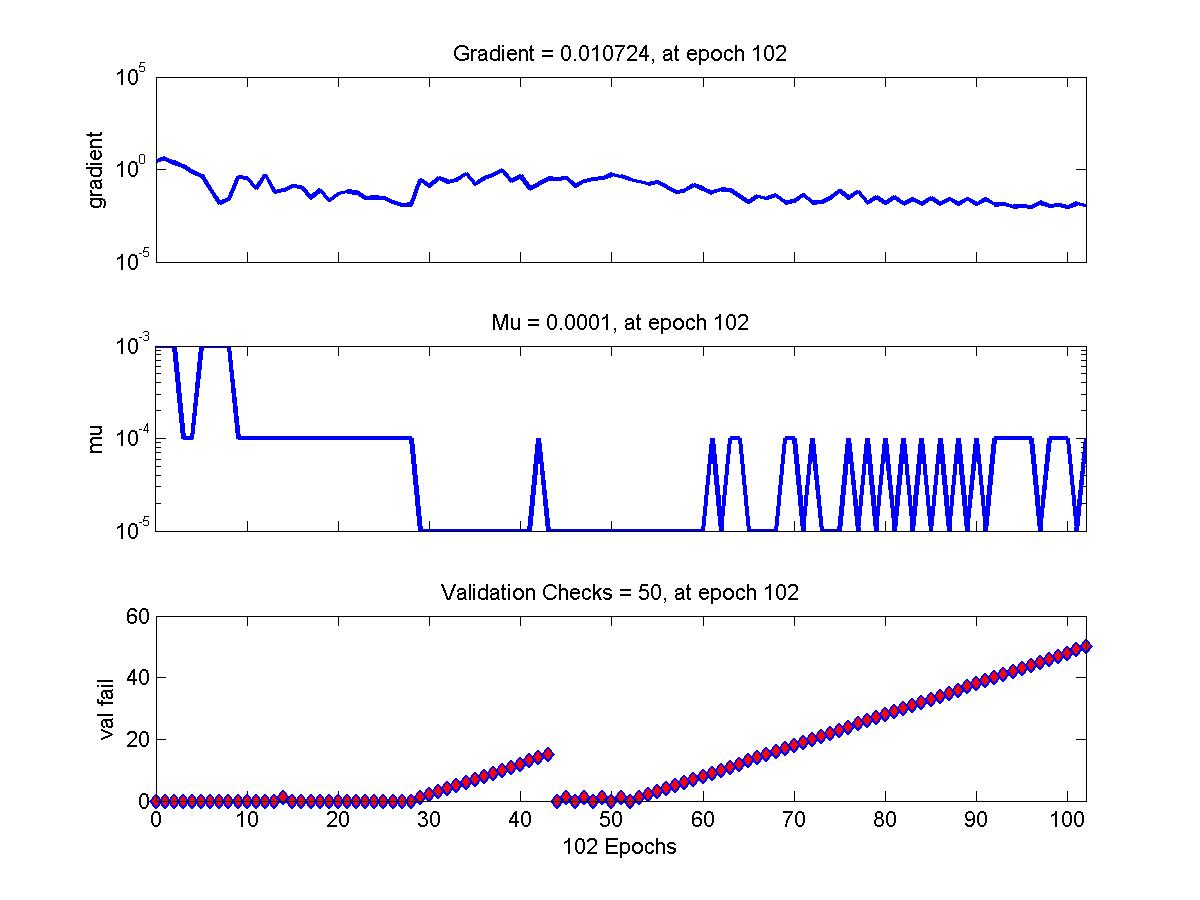 Gradient = 0.010724, at epoch 102
10^5
10^0
10^-5
gradient
Mu = 0.0001, at epoch 102
10^-3
10^-4
10^-5
mu
Validation Checks = 50, at epoch 102
60
40
20
0
val fail
0 10 20 30 40 50 60 70 80 90 100
102 Epochs